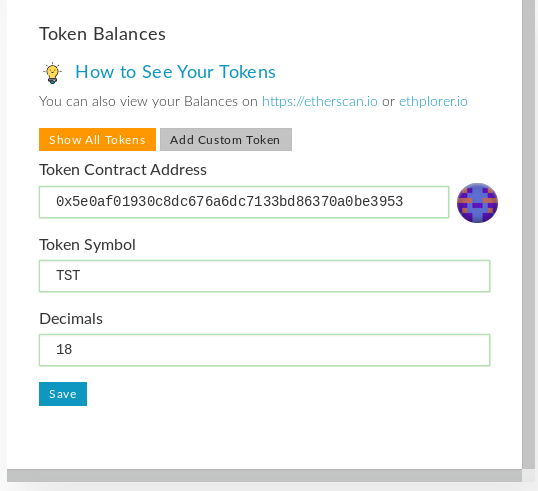 Token Balances
How to See Your Tokens
You can also view your Balances on https://etherscan.io or ethplorer.io
Show All Tokens Add Custom Token
Token Contract Address
0x5e0af01930c8dc676a6dc7133bd86370a0be3953
Token Symbol
TST
Decimals
18
Save